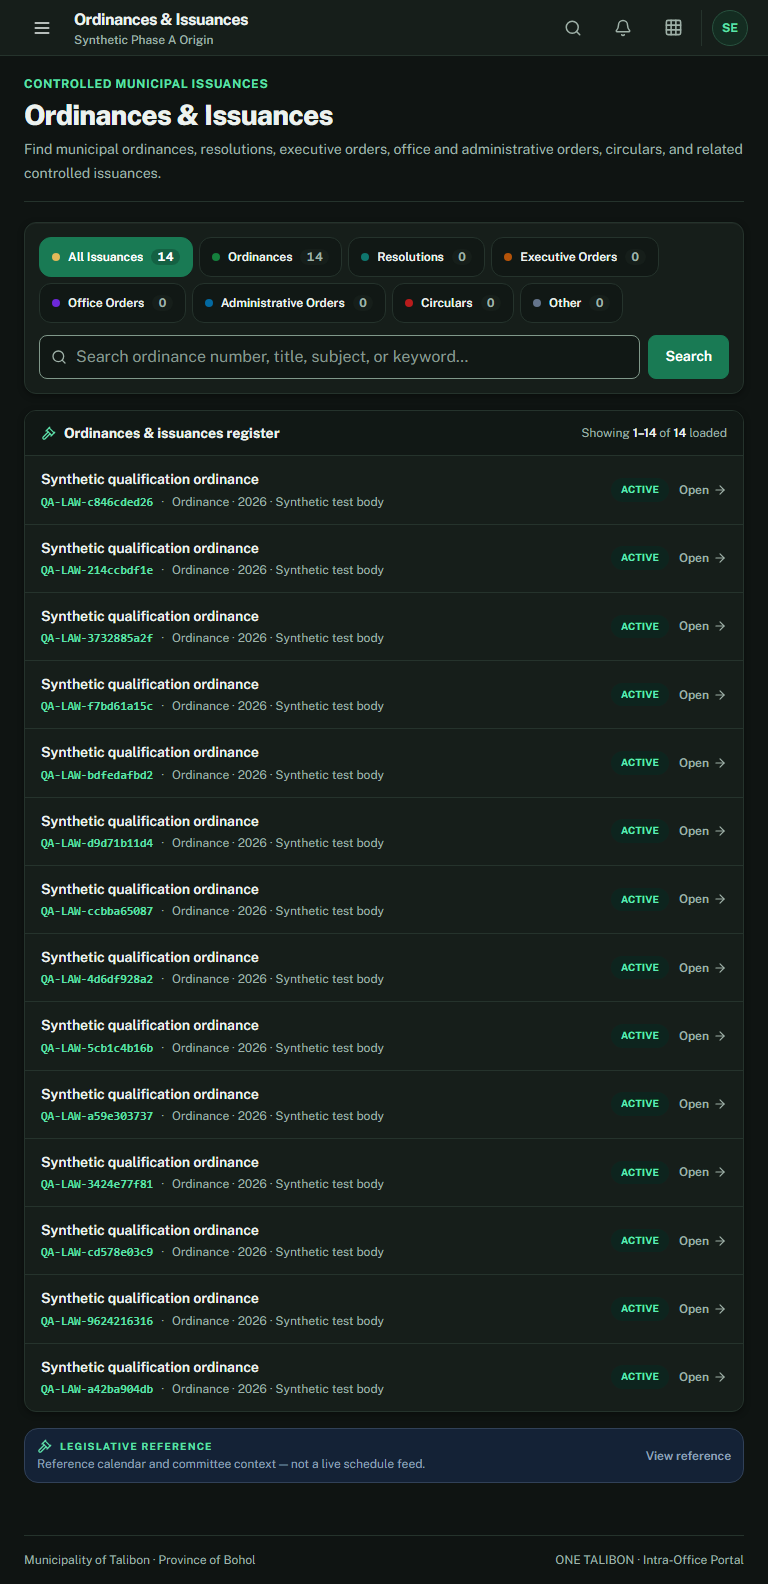 Ordinances & Issuances
Synthetic Phase A Origin
SE
CONTROLLED MUNICIPAL ISSUANCES
Ordinances & Issuances
Find municipal ordinances, resolutions, executive orders, office and administrative orders, circulars, and related
controlled issuances.
All Issuances 14
Ordinances 14
Resolutions 0
Executive Orders 0
Office Orders 0
Administrative Orders 0
Circulars 0
Other 0
Search ordinance number, title, subject, or keyword...
Search
Ordinances & issuances register
Showing 1–14 of 14 loaded
Synthetic qualification ordinance
QA-LAW-c846cded26 · Ordinance · 2026 · Synthetic test body
ACTIVE Open →
Synthetic qualification ordinance
QA-LAW-214ccbdf1e · Ordinance · 2026 · Synthetic test body
ACTIVE Open →
Synthetic qualification ordinance
QA-LAW-3732885a2f · Ordinance · 2026 · Synthetic test body
ACTIVE Open →
Synthetic qualification ordinance
QA-LAW-f7bd61a15c · Ordinance · 2026 · Synthetic test body
ACTIVE Open →
Synthetic qualification ordinance
QA-LAW-bdfedafbd2 · Ordinance · 2026 · Synthetic test body
ACTIVE Open →
Synthetic qualification ordinance
QA-LAW-d9d71b11d4 · Ordinance · 2026 · Synthetic test body
ACTIVE Open →
Synthetic qualification ordinance
QA-LAW-ccbba65087 · Ordinance · 2026 · Synthetic test body
ACTIVE Open →
Synthetic qualification ordinance
QA-LAW-4d6df928a2 · Ordinance · 2026 · Synthetic test body
ACTIVE Open →
Synthetic qualification ordinance
QA-LAW-5cb1c4b16b · Ordinance · 2026 · Synthetic test body
ACTIVE Open →
Synthetic qualification ordinance
QA-LAW-a59e303737 · Ordinance · 2026 · Synthetic test body
ACTIVE Open →
Synthetic qualification ordinance
QA-LAW-3424e77f81 · Ordinance · 2026 · Synthetic test body
ACTIVE Open →
Synthetic qualification ordinance
QA-LAW-cd578e03c9 · Ordinance · 2026 · Synthetic test body
ACTIVE Open →
Synthetic qualification ordinance
QA-LAW-9624216316 · Ordinance · 2026 · Synthetic test body
ACTIVE Open →
Synthetic qualification ordinance
QA-LAW-a42ba904db · Ordinance · 2026 · Synthetic test body
ACTIVE Open →
LEGISLATIVE REFERENCE
Reference calendar and committee context — not a live schedule feed.
View reference
Municipality of Talibon · Province of Bohol
ONE TALIBON · Intra-Office Portal